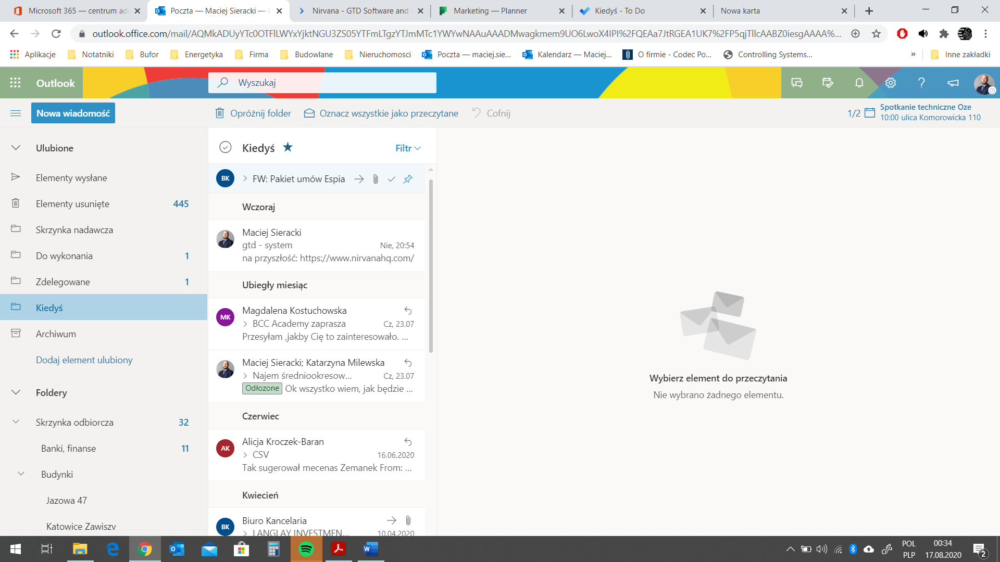 Microsoft 365 — centrum ad
Poczta — Maciej Sieracki —
Nirvana - GTD Software and
Marketing — Planner
Kiedyś - To Do
Nowa karta
outlook.office.com/mail/AQMkADUyYTc0OTFlLWYxYjktNGU3ZS05YTFmLTgzYTJmMTc1YWYwNAAuAAADMwagkmem9UO6LwoX4IPI%2FQEAa7JtRGEA1UK7%2FP5qjTllcAABZ0iesgAAAA%...
Aplikacje
Notatniki
Bufor
Energetyka
Firma
Budowlane
Nieruchomosci
Poczta — maciej.sie...
Kalendarz — Maciej...
O firmie - Codec Po...
Controlling Systems...
»
Inne zakładki
Outlook
Wyszukaj
Nowa wiadomość
Opróżnij folder
Oznacz wszystkie jako przeczytane
Cofnij
1/2
Spotkanie techniczne Oze
10:00 ulica Komorowicka 110
Ulubione
Elementy wysłane
Elementy usunięte 445
Skrzynka nadawcza
Do wykonania 1
Zdelegowane 1
Kiedyś
Archiwum
Dodaj element ulubiony
Foldery
Skrzynka odbiorcza 32
Banki, finanse 11
Budynki
Jazowa 47
Katowice Zawiszy
Kiedyś
Filtr
BK
FW: Pakiet umów Espia
Wczoraj
Maciej Sieracki
gtd - system Nie, 20:54
na przyszłość: https://www.nirvanahq.com/
Ubiegły miesiąc
MK
Magdalena Kostuchowska
BCC Academy zaprasza Cz, 23.07
Przesyłam ,jakby Cię to zainteresowało. ...
Maciej Sieracki; Katarzyna Milewska
Najem średniookresow... Cz, 23.07
Odłozone Ok wszystko wiem, jak będzie ...
Czerwiec
AK
Alicja Kroczek-Baran
CSV 16.06.2020
Tak sugerował mecenas Zemanek From: ...
Kwiecień
BK
Biuro Kancelaria
LANGLAY INVESTMEN... 10.04.2020
Wybierz element do przeczytania
Nie wybrano żadnego elementu.
POL
PLP
00:34
17.08.2020
2